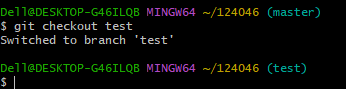 Dell@DESKTOP-G46ILQB MINGW64 ~/124046 (master)
$ git checkout test
Switched to branch 'test'
Dell@DESKTOP-G46ILQB MINGW64 ~/124046 (test)
$